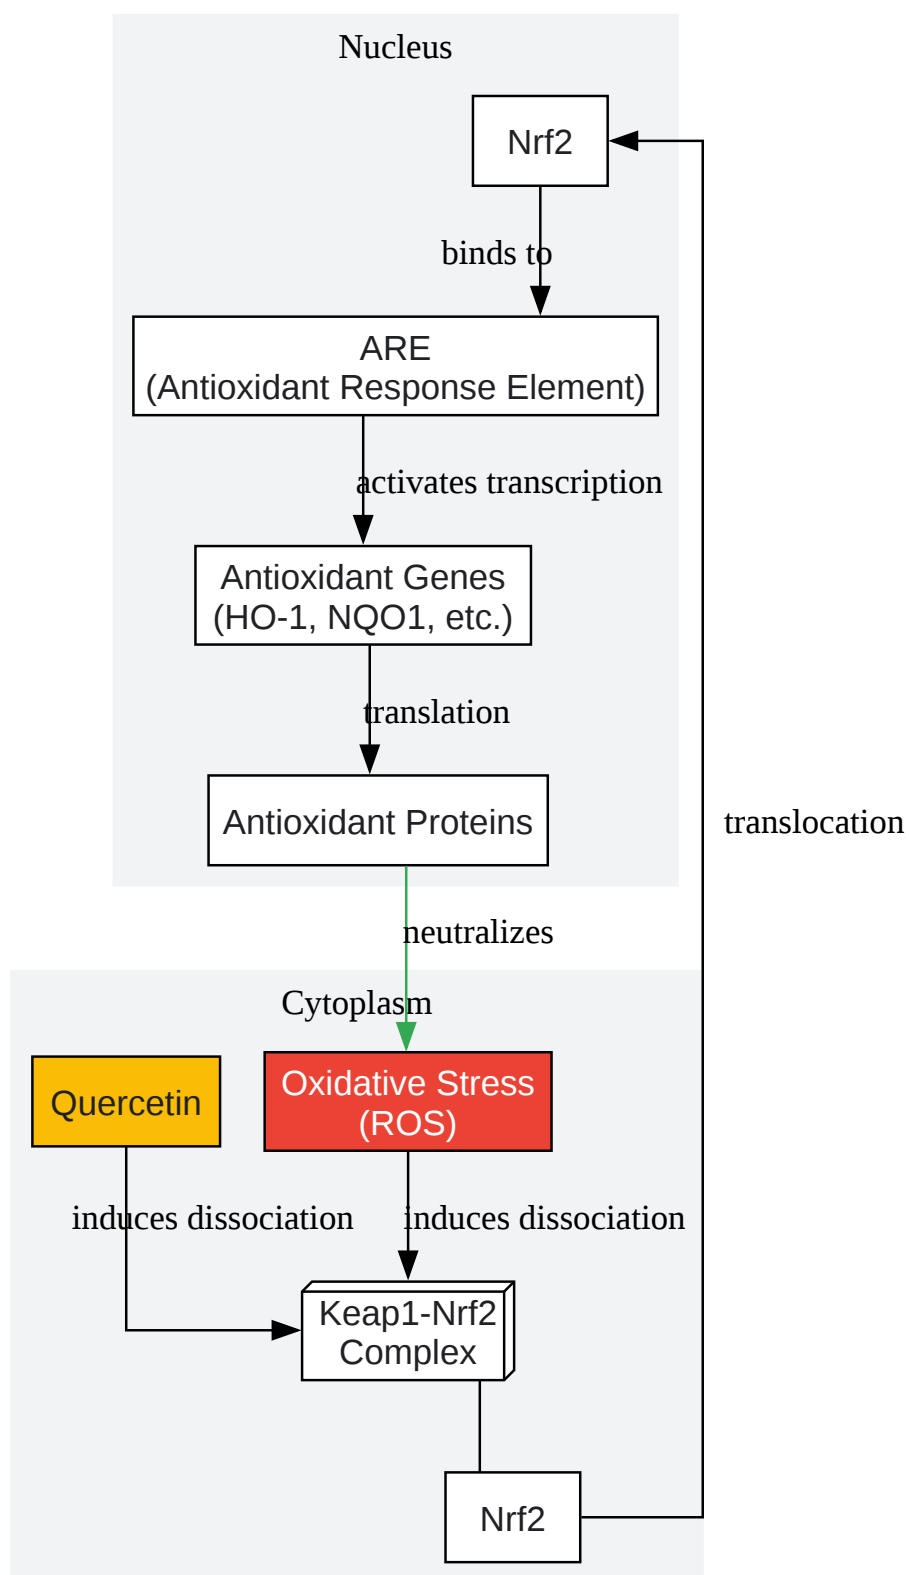 Nucleus
Nrf2
binds to
ARE
(Antioxidant Response Element)
activates transcription
Antioxidant Genes
(HO-1, NQO1, etc.)
translation
Antioxidant Proteins
translocation
neutralizes
Cytoplasm
Quercetin
Oxidative Stress
(ROS)
induces dissociation
induces dissociation
Keap1-Nrf2
Complex
Nrf2